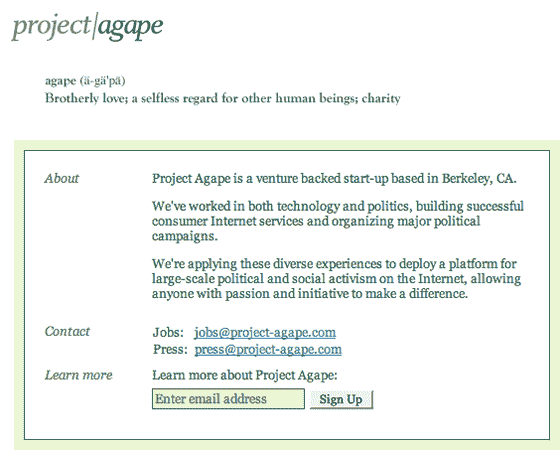 project|agape
agape (ä-gä'pā)
Brotherly love; a selfless regard for other human beings; charity
About
Project Agape is a venture backed start-up based in Berkeley, CA.
We've worked in both technology and politics, building successful
consumer Internet services and organizing major political
campaigns.
We're applying these diverse experiences to deploy a platform for
large-scale political and social activism on the Internet, allowing
anyone with passion and initiative to make a difference.
Contact
Jobs: jobs@project-agape.com
Press: press@project-agape.com
Learn more
Learn more about Project Agape:
Enter email address Sign Up